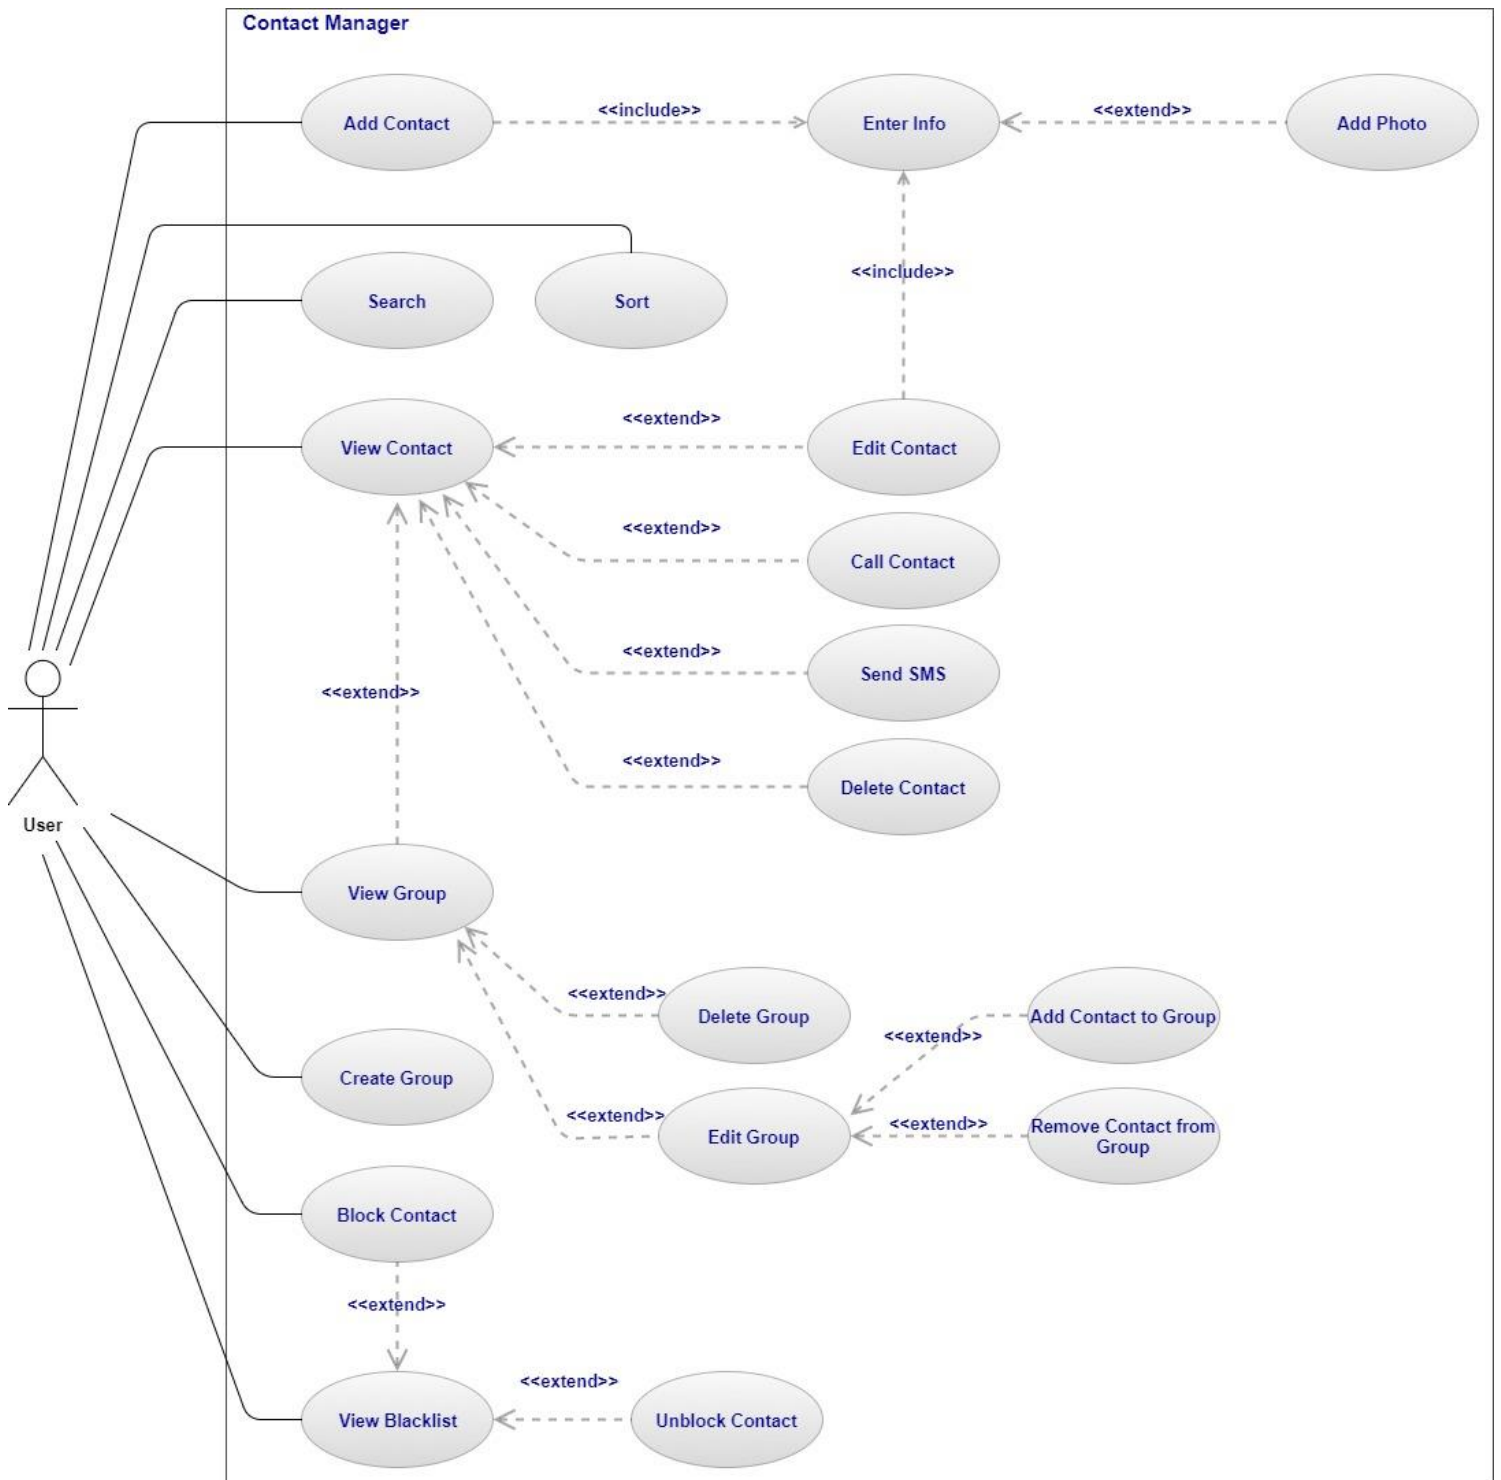 Contact Manager
Add Contact
<<include>>
Enter Info
<<extend>>
Add Photo
Search
Sort
<<include>>
View Contact
<<extend>>
Edit Contact
<<extend>>
Call Contact
<<extend>>
Send SMS
<<extend>>
<<extend>>
Delete Contact
User
View Group
<<extend>>
Delete Group
<<extend>>
Add Contact to Group
Create Group
<<extend>>
Edit Group
<<extend>>
Remove Contact from
Group
Block Contact
<<extend>>
View Blacklist
<<extend>>
Unblock Contact